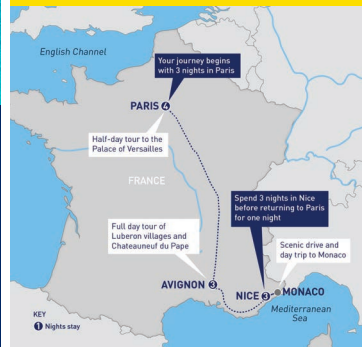 English Channel
Your journey begins
with 3 nights in Paris
PARIS 4
Half-day tour to the
Palace of Versailles
FRANCE
Spend 3 nights in Nice
before returning to Paris
for one night
Full day tour of
Luberon villages and
Chateauneuf du Pape
Scenic drive and
day trip to Monaco
AVIGNON 3
NICE 3
MONACO
Mediterranean
Sea
KEY
1 Nights stay